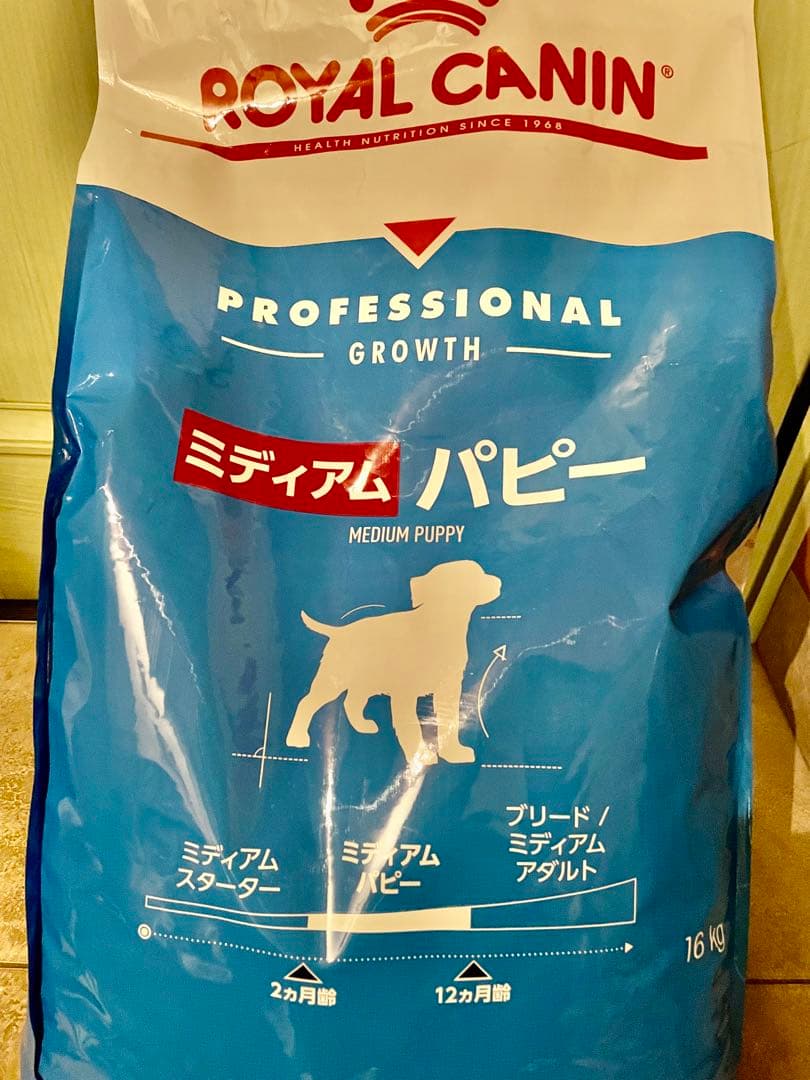 ROYAL CANIN®
HEALTH NUTRITION SINCE 1968
PROFESSIONAL
GROWTH
ミディアム パピー
MEDIUM PUPPY
ミディアム
スターター
ミディアム
パピー
ブリード /
ミディアム
アダルト
16 kg
2ヵ月齢
12ヵ月齢